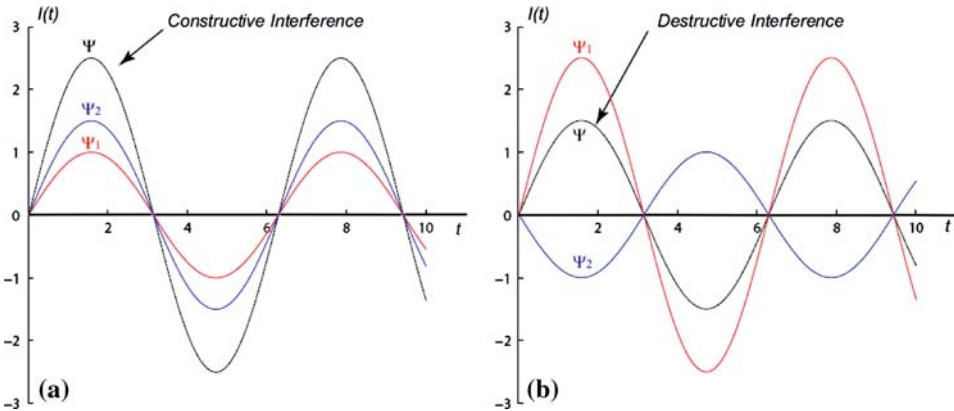 I(t)
Constructive Interference
3
Ψ
2
Ψ2
1
Ψ1
0
2
4
6
8
10
t
−1
−2
−3
(a)
I(t)
Destructive Interference
3
Ψ1
2
Ψ
1
0
2
4
6
8
10
t
Ψ2
−1
−2
−3
(b)